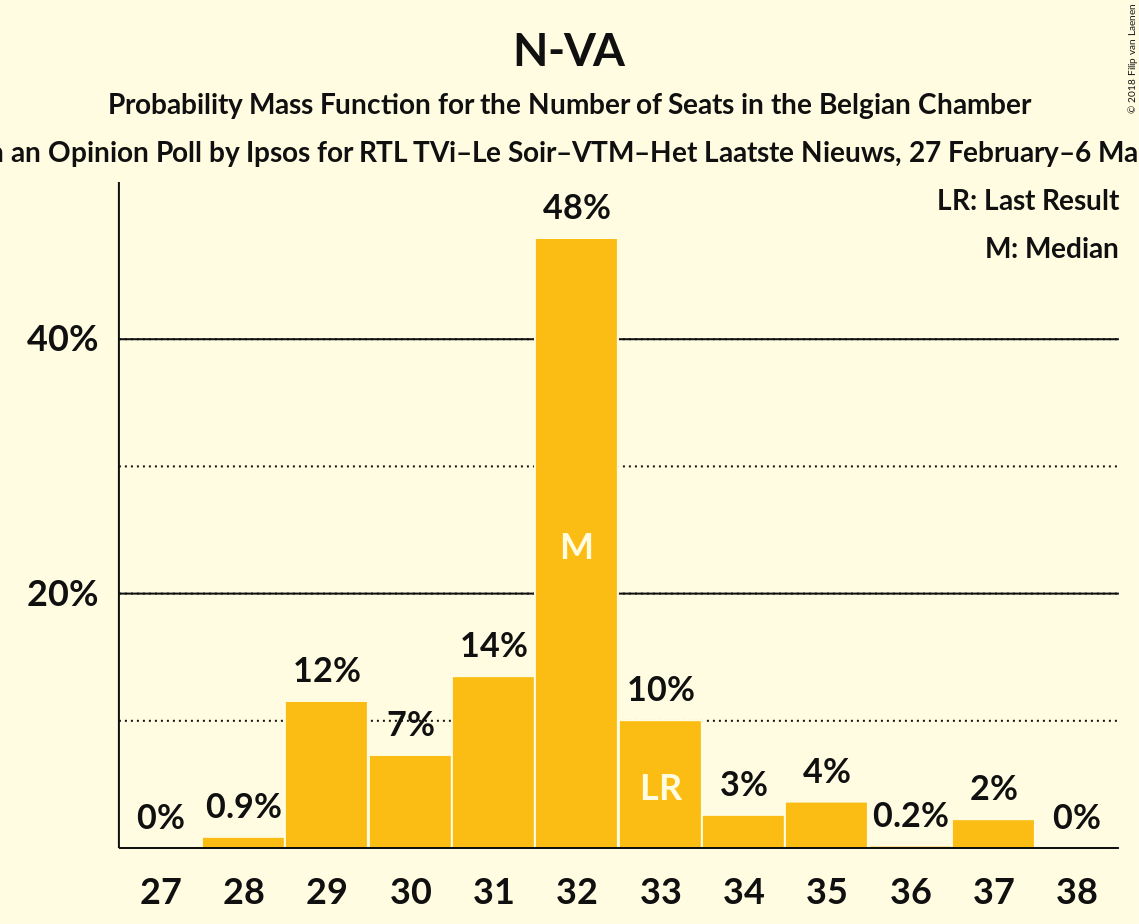 N-VA
Probability Mass Function for the Number of Seats in the Belgian Chamber
an Opinion Poll by Ipsos for RTL TVi–Le Soir–VTM–Het Laatste Nieuws, 27 February–6 Ma
© 2018 Filip van Laenen
LR: Last Result
M: Median
48%
40%
M
20%
14%
12%
10%
7%
LR
4%
3%
2%
0.9%
0.2%
0%
0%
27 28 29 30 31 32 33 34 35 36 37 38